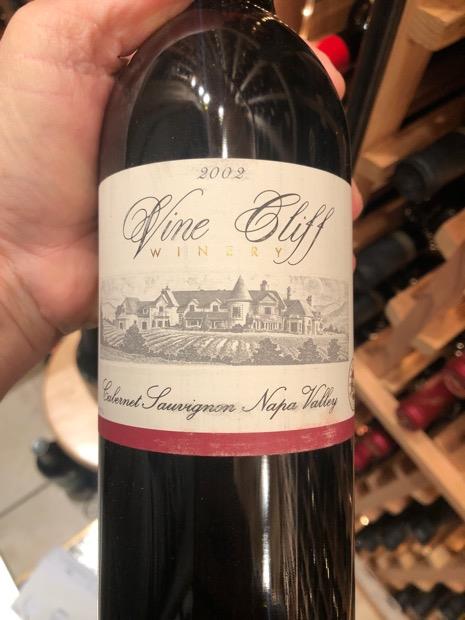 2002
Vine Cliff
WINERY
Cabernet Sauvignon Napa Valley